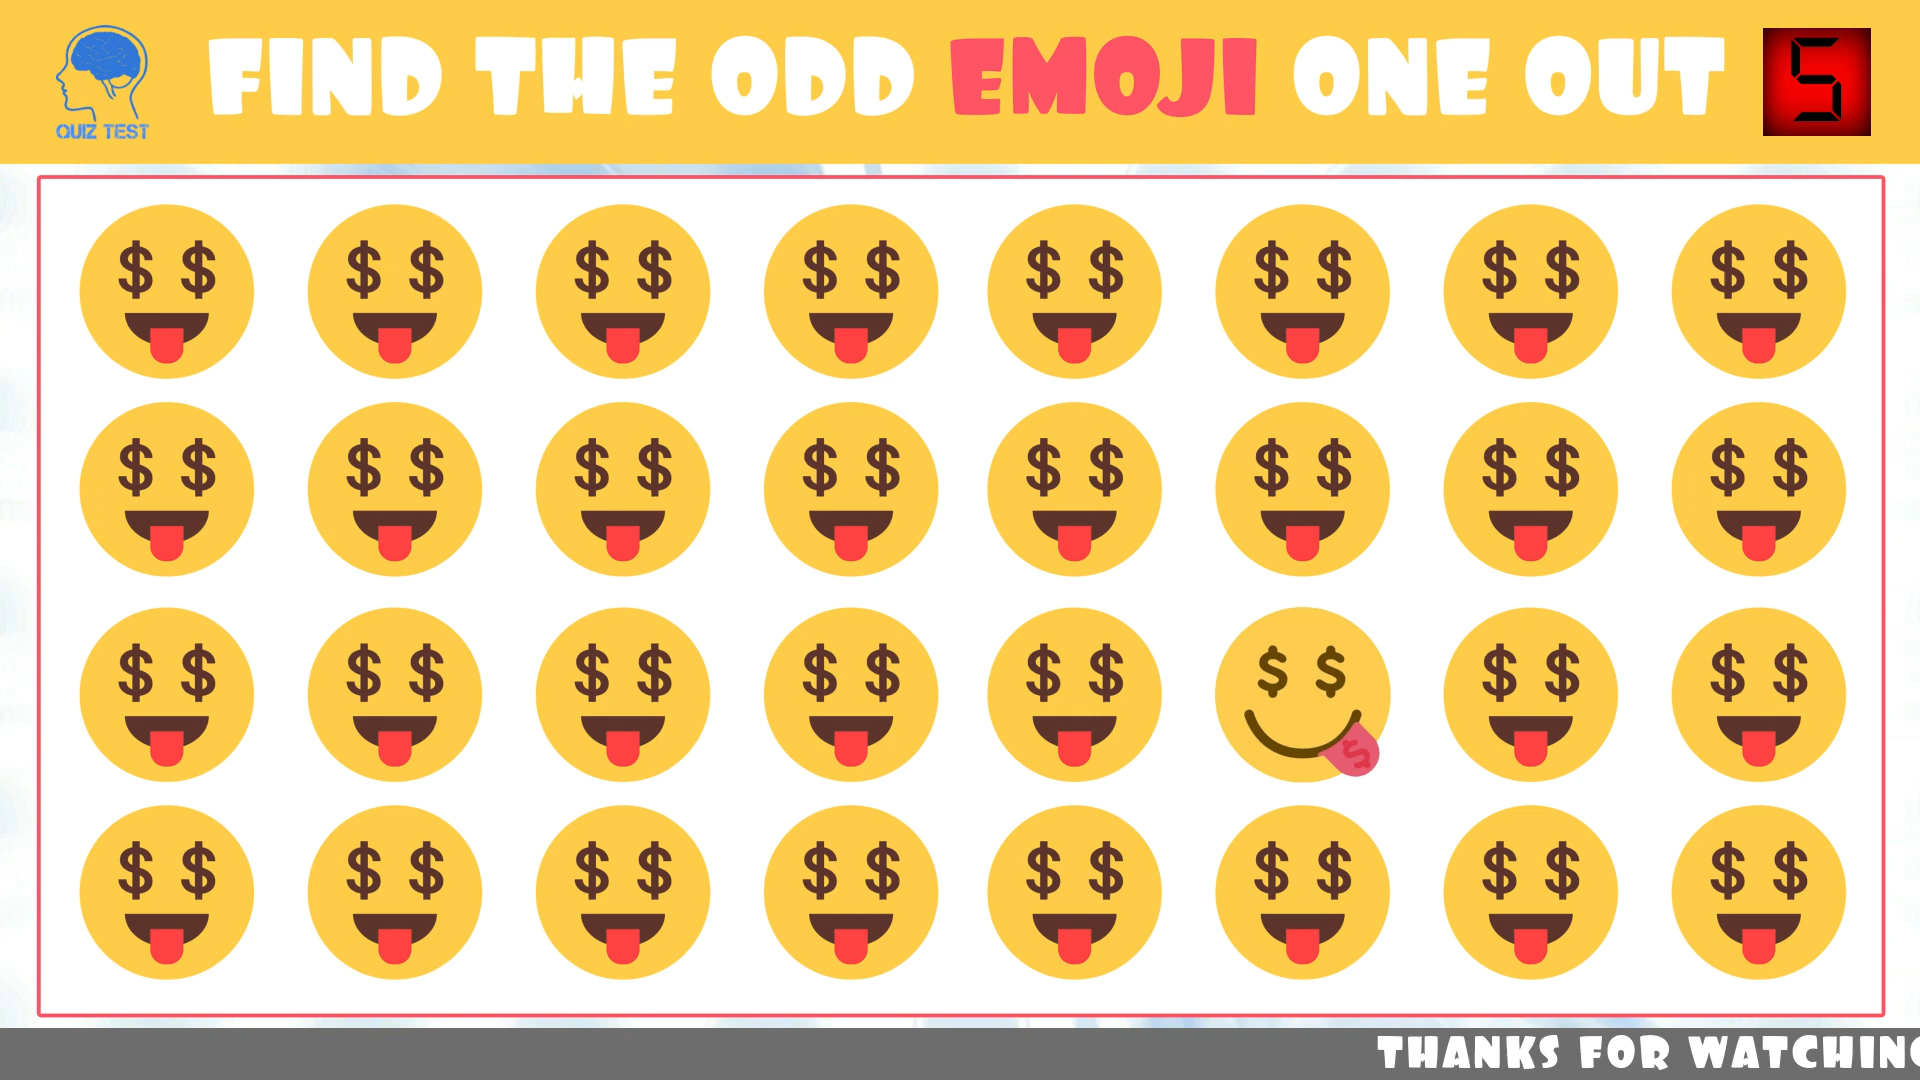 QUIZ TEST
FIND THE ODD EMOJI ONE OUT
5
$ $ $ $ $ $ $ $ $ $ $ $ $ $ $ $
$ $ $ $ $ $ $ $ $ $ $ $ $ $ $ $
$ $ $ $ $ $ $ $ $ $ $ $ $ $ $ $
$
$ $ $ $ $ $ $ $ $ $ $ $ $ $ $ $
THANKS FOR WATCHING